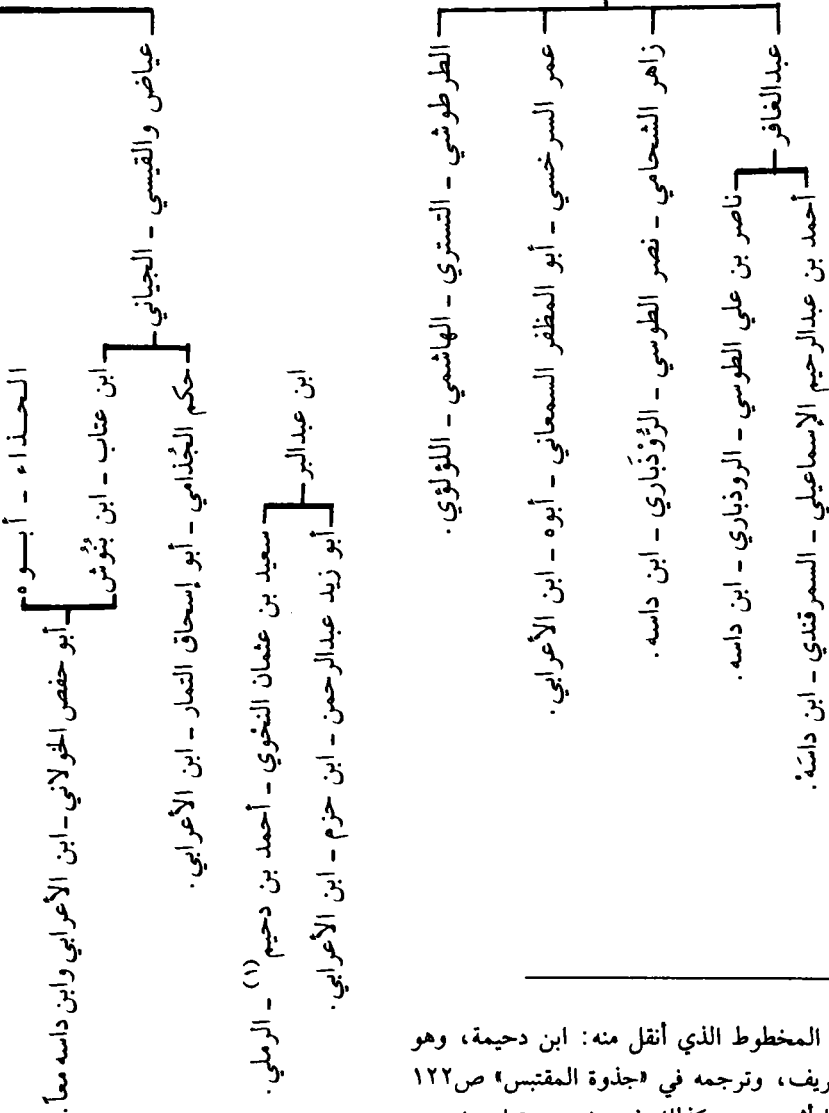 عبدالغافر
أحمد بن عبدالرحيم الإسماعيلي - السمرقندي - ابن داسَهْ.
ناصر بن علي الطوسي - الروذباري - ابن داسه.
زاهر الشحامي - نصر الطوسي - الرُّوْذْبَاري - ابن داسه.
عمر السرخسي - أبو المظفر السمعاني - أبوه - ابن الأعرابي.
الطرطوشي - التستري - الهاشمي - اللؤلؤي.
ابن عبدالبر
أبو زيد عبدالرحمن - ابن حزم - ابن الأعرابي.
سعيد بن عثمان النحوي - أحمد بن دحيم (١) - الرملي.
عياض والقيسي - الجياني
حكم الجُذامي - أبو إسحاق التمار - ابن الأعرابي.
ابن عتاب - ابن بُنُّوش
الحذاء - أبوه
أبو حفص الخولاني - ابن الأعرابي وابن داسه معاً.
المخطوط الذي أنقل منه: ابن دحيمة، وهو
ريف، وترجمه في «جذوة المقتبس» ص١٢٢